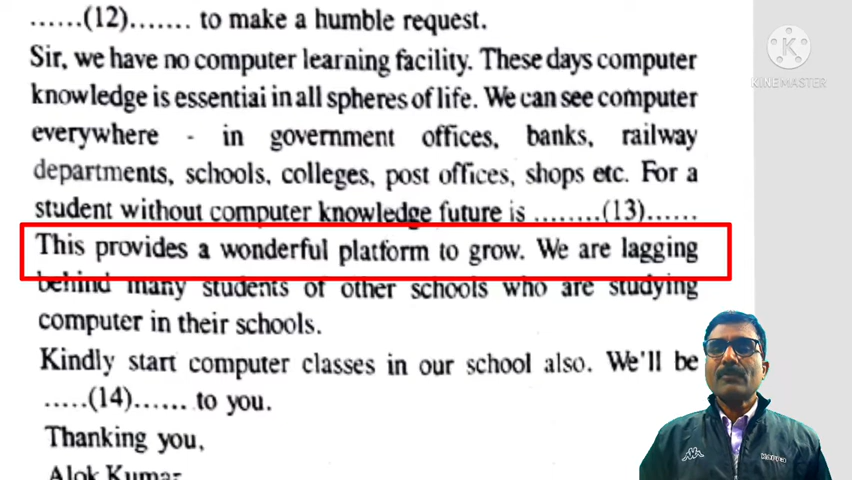 ......(12)....... to make a humble request.
Sir, we have no computer learning facility. These days computer
knowledge is essentiai in all spheres of life. We can see computer
everywhere - in government offices, banks, railway
departments, schools, colleges, post offices, shops etc. For a
student without computer knowledge future is .........(13)......
This provides a wonderful platform to grow. We are lagging
behind many students of other schools who are studying
computer in their schools.
Kindly start computer classes in our school also. We'll be
.....(14)...... to you.
Thanking you,
Alok Kumar
KINEMASTER
Kappa